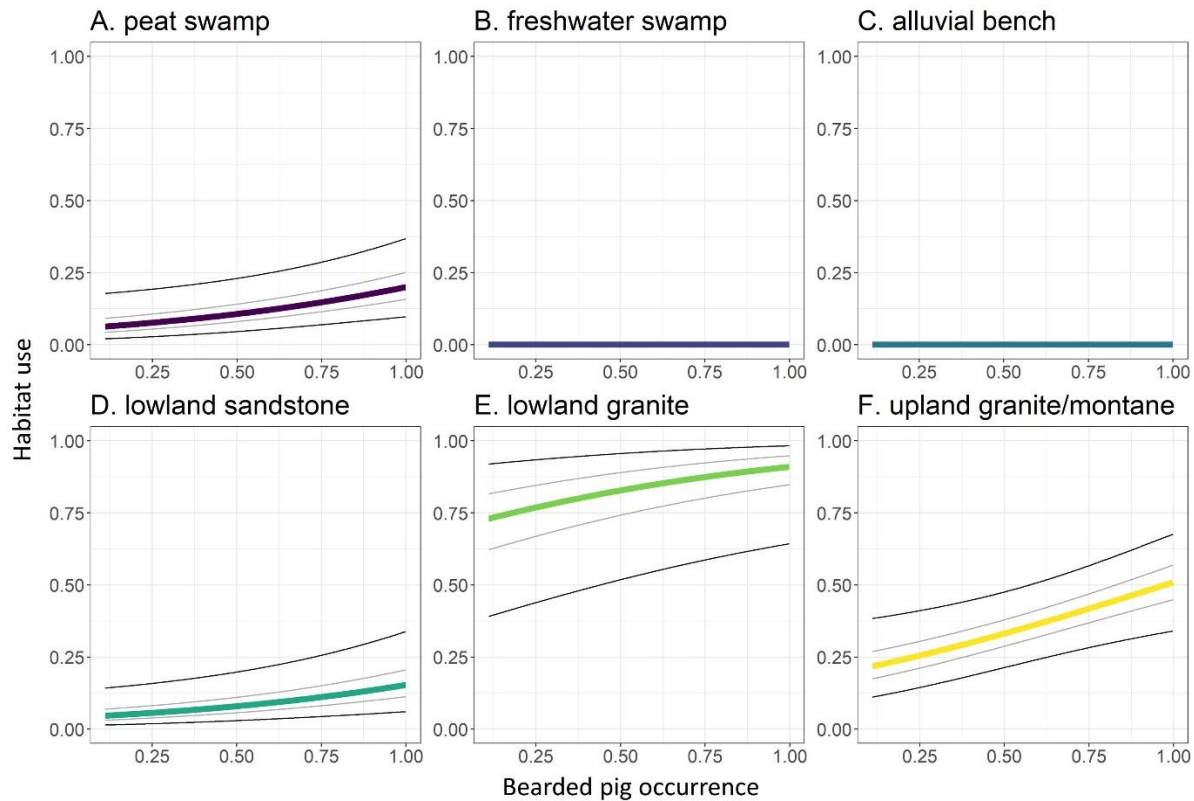 A. peat swamp
B. freshwater swamp
C. alluvial bench
1.00
0.75
0.50
0.25
0.00
0.25 0.50 0.75 1.00
1.00
0.75
0.50
0.25
0.00
0.25 0.50 0.75 1.00
1.00
0.75
0.50
0.25
0.00
0.25 0.50 0.75 1.00
Habitat use
D. lowland sandstone
E. lowland granite
F. upland granite/montane
1.00
0.75
0.50
0.25
0.00
0.25 0.50 0.75 1.00
1.00
0.75
0.50
0.25
0.00
0.25 0.50 0.75 1.00
1.00
0.75
0.50
0.25
0.00
0.25 0.50 0.75 1.00
Bearded pig occurrence